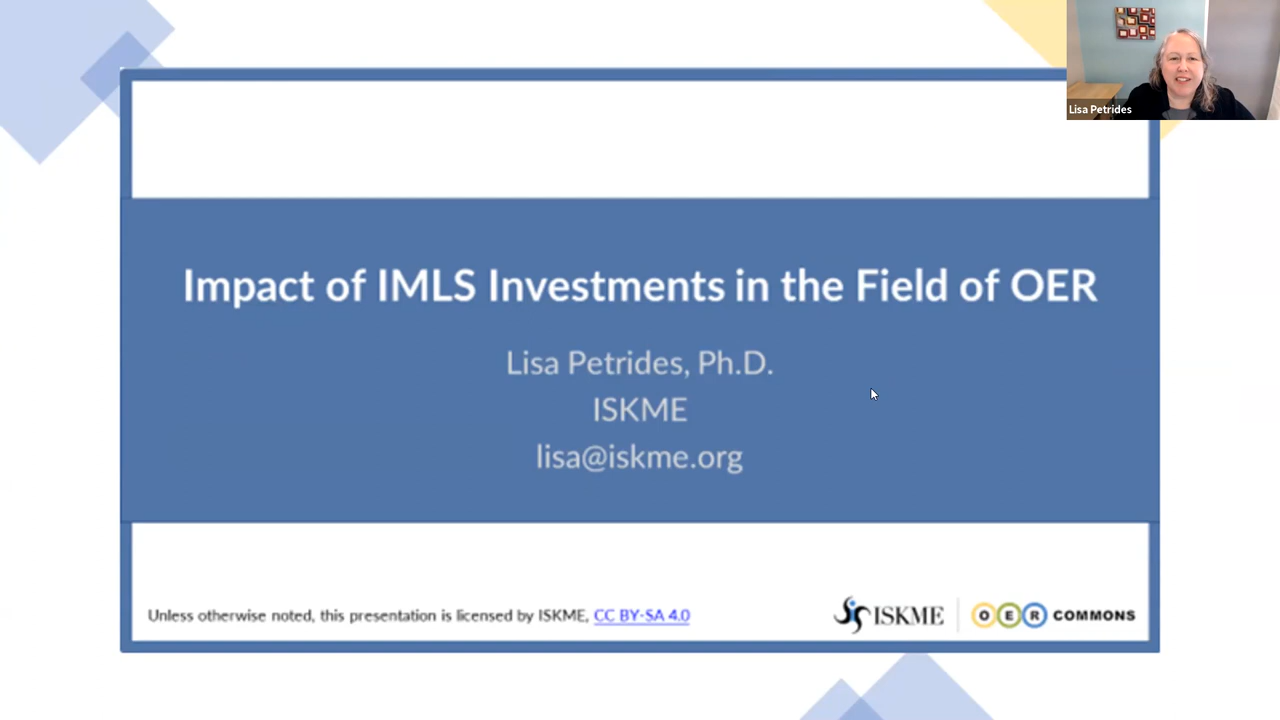 Lisa Petrides
Impact of IMLS Investments in the Field of OER
Lisa Petrides, Ph.D.
ISKME
lisa@iskme.org
Unless otherwise noted, this presentation is licensed by ISKME, CC BY-SA 4.0
ISKME
OER COMMONS